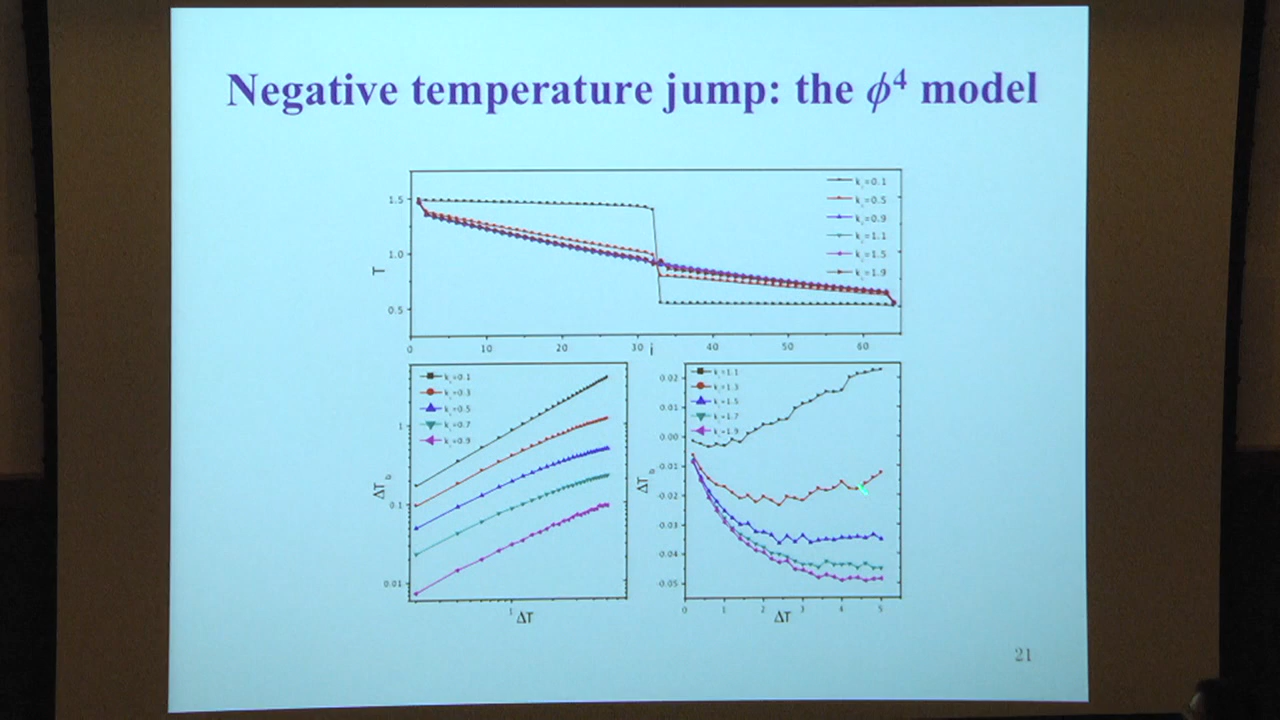 Negative temperature jump: the ϕ⁴ model
T
1.5
1.0
0.5
0 10 20 30 40 50 60
i
k =0.1
k =0.5
k =0.9
k =1.1
k =1.5
k =1.9
ΔT
1
0.1
0.01
k =0.1
k =0.3
k =0.5
k =0.7
k =0.9
1
ΔT
ΔT
0.02
0.01
0.00
-0.01
-0.02
-0.03
-0.04
-0.05
k =1.1
k =1.3
k =1.5
k =1.7
k =1.9
0 1 2 3 4 5
ΔT
21